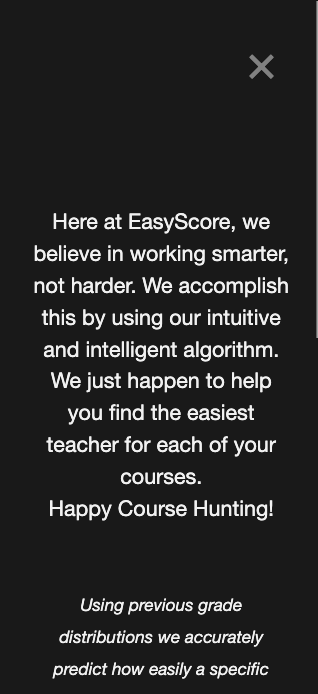 Here at EasyScore, we
believe in working smarter,
not harder. We accomplish
this by using our intuitive
and intelligent algorithm.
We just happen to help
you find the easiest
teacher for each of your
courses.
Happy Course Hunting!
Using previous grade
distributions we accurately
predict how easily a specific